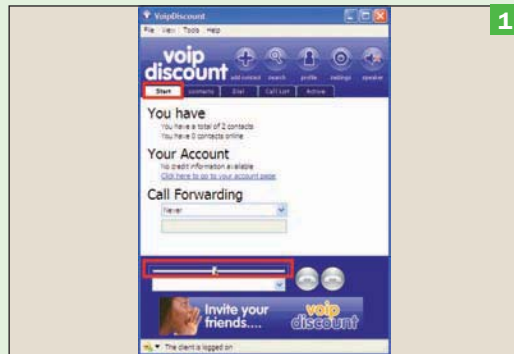 1
VoipDiscount
File View Tools Help
voip
discount
add contact search profile settings speaker
Start contacts Dial Call List Active
You have
You have a total of 2 contacts
You have 0 contacts online
Your Account
No credit information available
Click here to go to your account page
Call Forwarding
Never
Invite your
friends....
voip
discount
The client is logged on